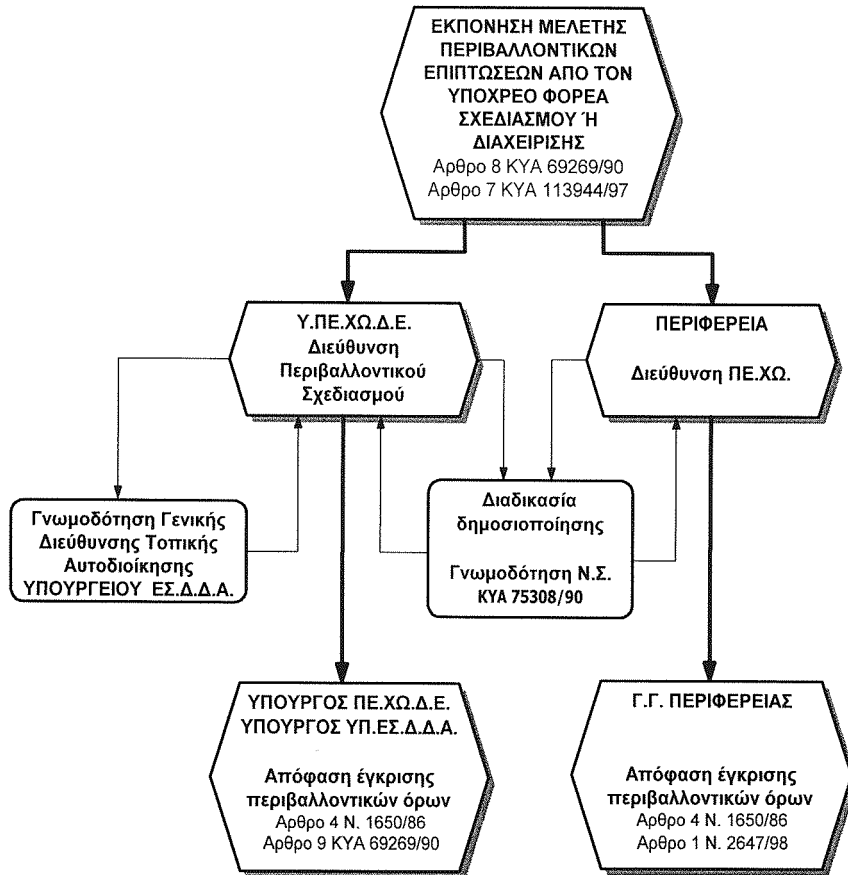 ΕΚΠΟΝΗΣΗ ΜΕΛΕΤΗΣ
ΠΕΡΙΒΑΛΛΟΝΤΙΚΩΝ
ΕΠΙΠΤΩΣΕΩΝ ΑΠΟ ΤΟΝ
ΥΠΟΧΡΕΟ ΦΟΡΕΑ
ΣΧΕΔΙΑΣΜΟΥ Ή
ΔΙΑΧΕΙΡΙΣΗΣ
Αρθρο 8 ΚΥΑ 69269/90
Αρθρο 7 ΚΥΑ 113944/97
Υ.ΠΕ.ΧΩ.Δ.Ε.
Διεύθυνση
Περιβαλλοντικού
Σχεδιασμού
ΠΕΡΙΦΕΡΕΙΑ
Διεύθυνση ΠΕ.ΧΩ.
Γνωμοδότηση Γενικής
Διεύθυνσης Τοπικής
Αυτοδιοίκησης
ΥΠΟΥΡΓΕΙΟΥ ΕΣ.Δ.Δ.Α.
Διαδικασία
δημοσιοποίησης
Γνωμοδότηση Ν.Σ.
ΚΥΑ 75308/90
ΥΠΟΥΡΓΟΣ ΠΕ.ΧΩ.Δ.Ε.
ΥΠΟΥΡΓΟΣ ΥΠ.ΕΣ.Δ.Δ.Α.
Απόφαση έγκρισης
περιβαλλοντικών όρων
Αρθρο 4 Ν. 1650/86
Αρθρο 9 ΚΥΑ 69269/90
Γ.Γ. ΠΕΡΙΦΕΡΕΙΑΣ
Απόφαση έγκρισης
περιβαλλοντικών όρων
Αρθρο 4 Ν. 1650/86
Αρθρο 1 Ν. 2647/98